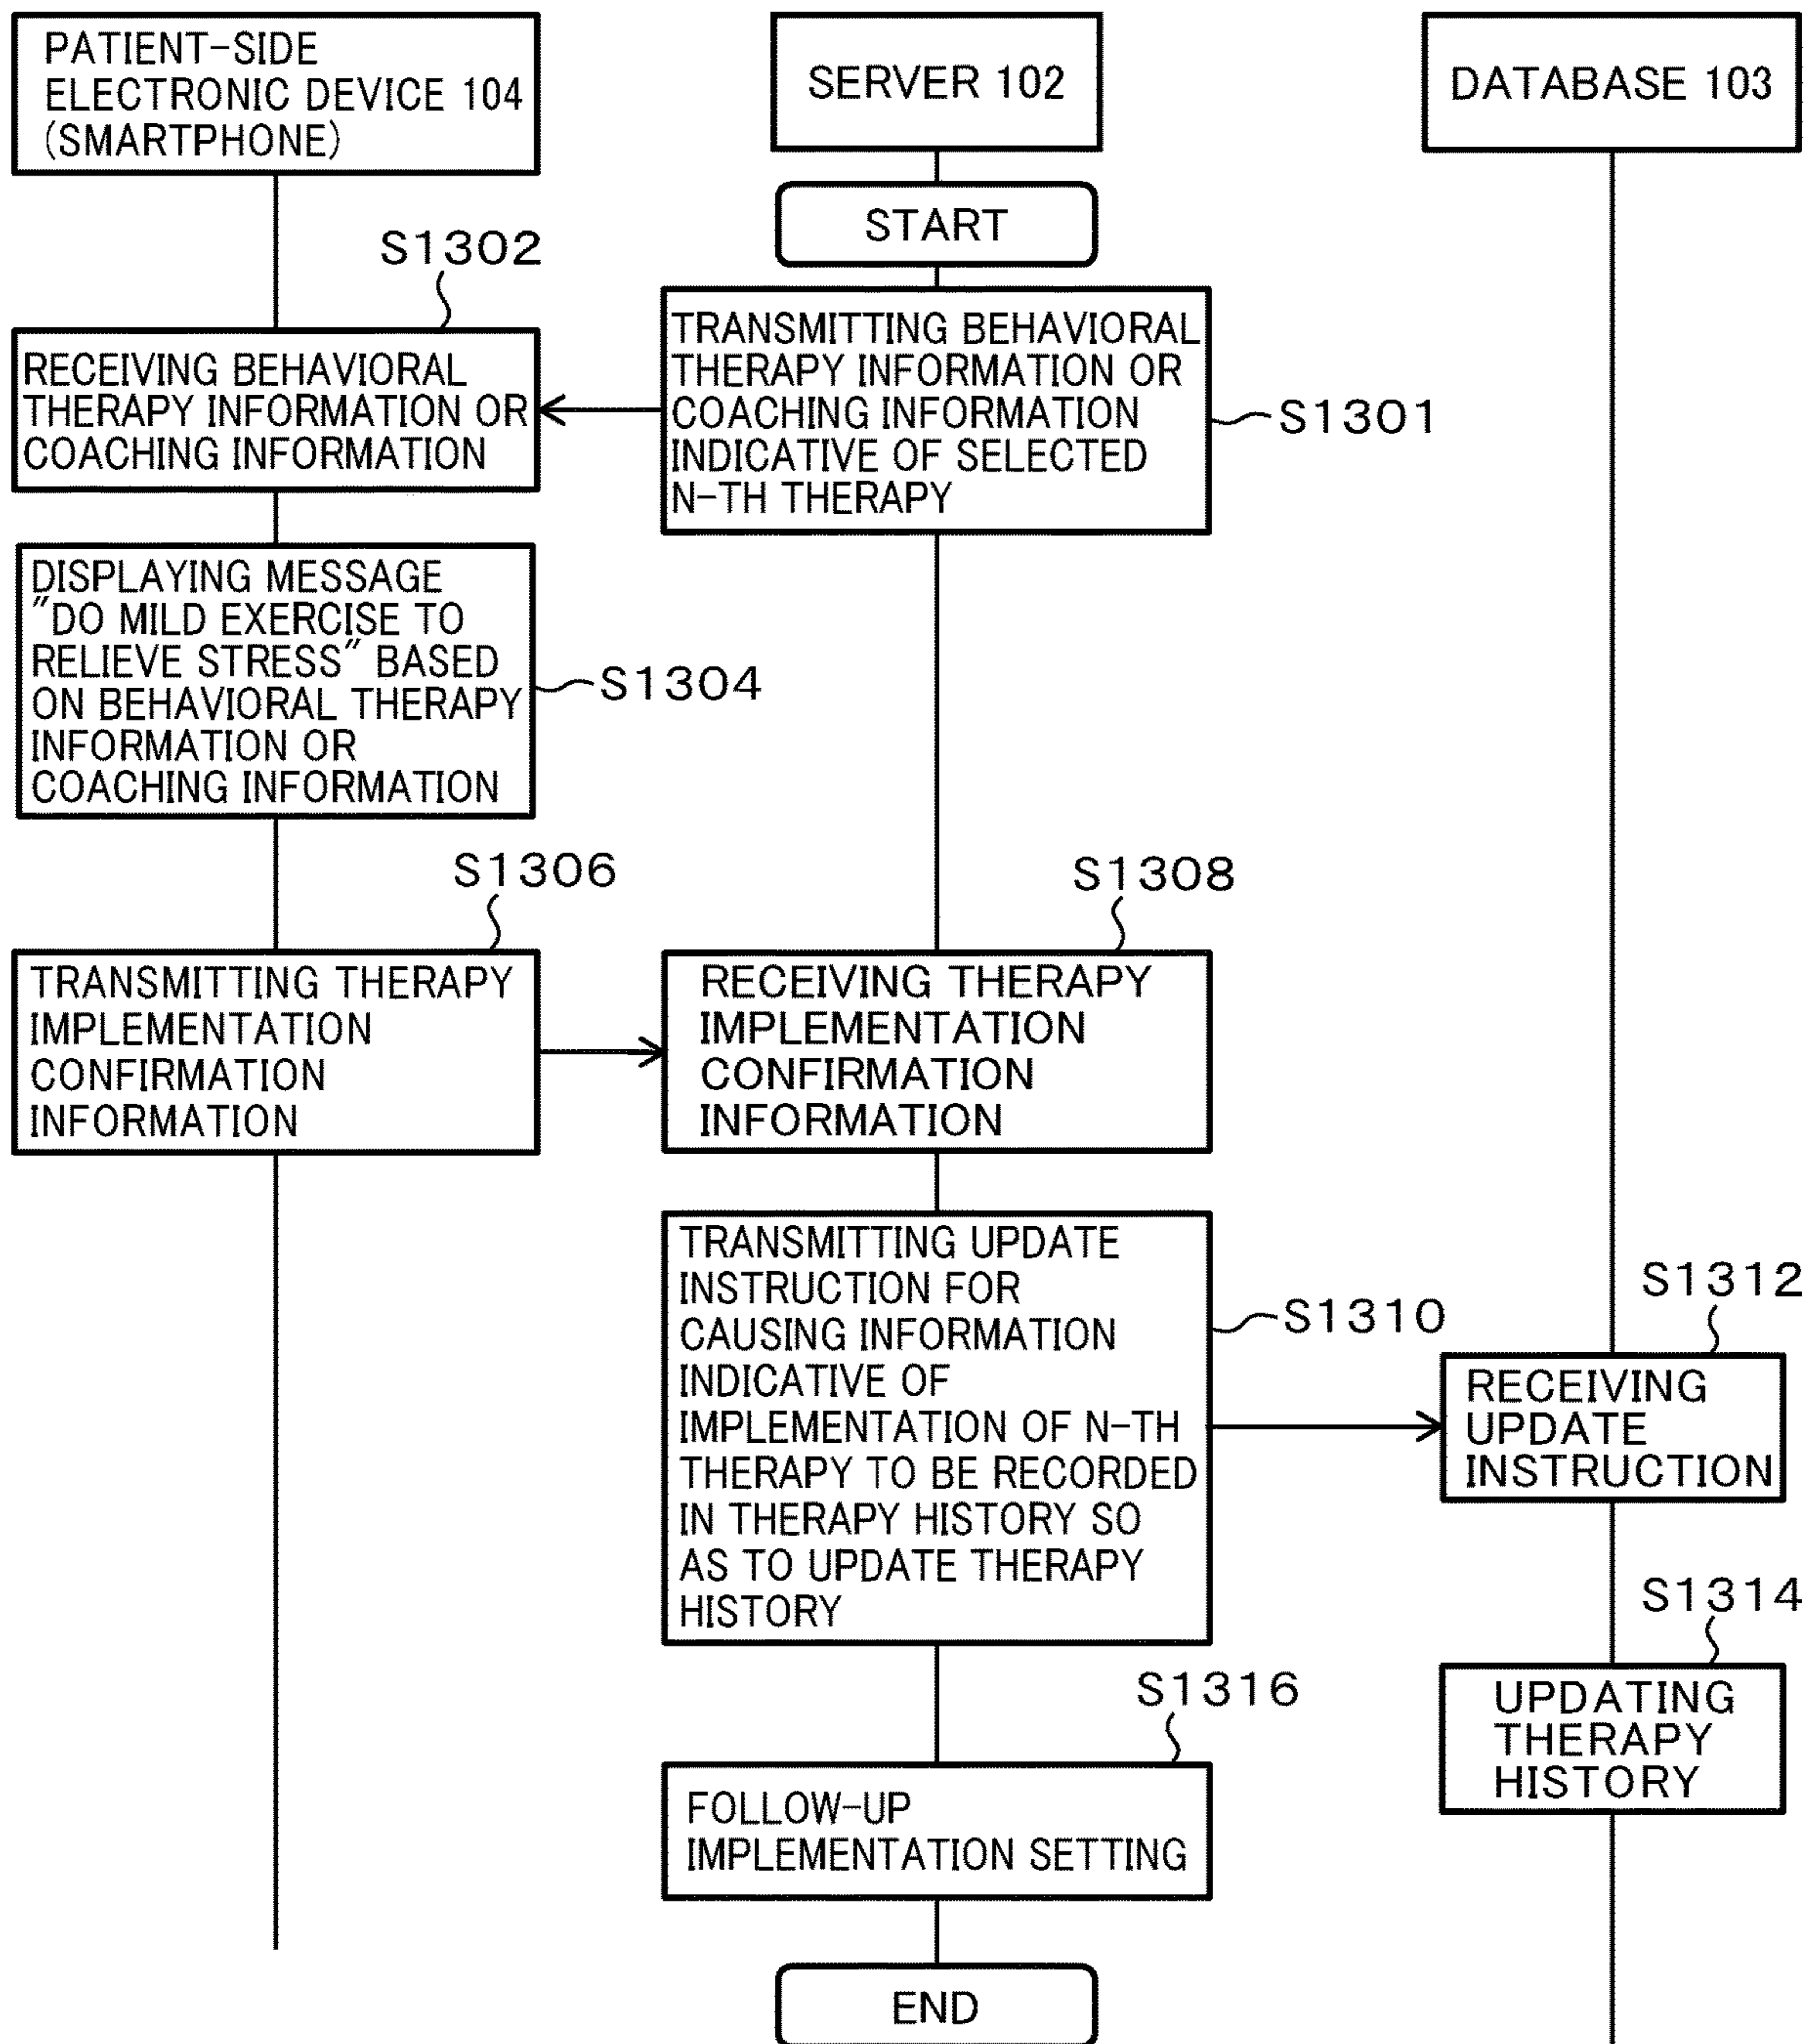 PATIENT-SIDE
ELECTRONIC DEVICE 104
(SMARTPHONE)
SERVER 102
DATABASE 103
START
S1302
RECEIVING BEHAVIORAL
THERAPY INFORMATION OR
COACHING INFORMATION
TRANSMITTING BEHAVIORAL
THERAPY INFORMATION OR
COACHING INFORMATION
INDICATIVE OF SELECTED
N-TH THERAPY
S1301
DISPLAYING MESSAGE
"DO MILD EXERCISE TO
RELIEVE STRESS" BASED
ON BEHAVIORAL THERAPY
INFORMATION OR
COACHING INFORMATION
S1304
S1306
TRANSMITTING THERAPY
IMPLEMENTATION
CONFIRMATION
INFORMATION
S1308
RECEIVING THERAPY
IMPLEMENTATION
CONFIRMATION
INFORMATION
TRANSMITTING UPDATE
INSTRUCTION FOR
CAUSING INFORMATION
INDICATIVE OF
IMPLEMENTATION OF N-TH
THERAPY TO BE RECORDED
IN THERAPY HISTORY SO
AS TO UPDATE THERAPY
HISTORY
S1310
S1312
RECEIVING
UPDATE
INSTRUCTION
S1314
UPDATING
THERAPY
HISTORY
S1316
FOLLOW-UP
IMPLEMENTATION SETTING
END